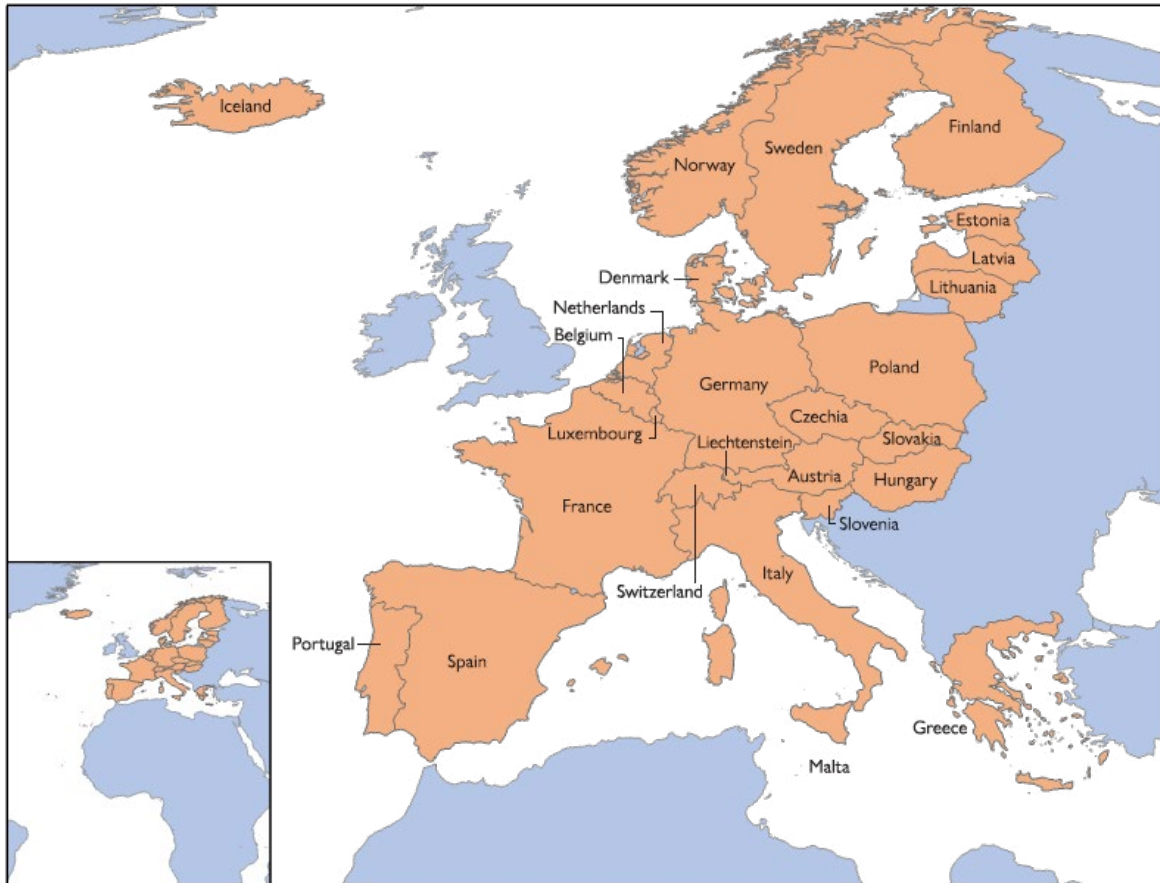 Iceland
Norway
Sweden
Finland
Estonia
Latvia
Lithuania
Denmark
Netherlands
Belgium
Luxembourg
Germany
Poland
Czechia
Slovakia
Liechtenstein
Austria
Hungary
France
Slovenia
Switzerland
Italy
Portugal
Spain
Greece
Malta